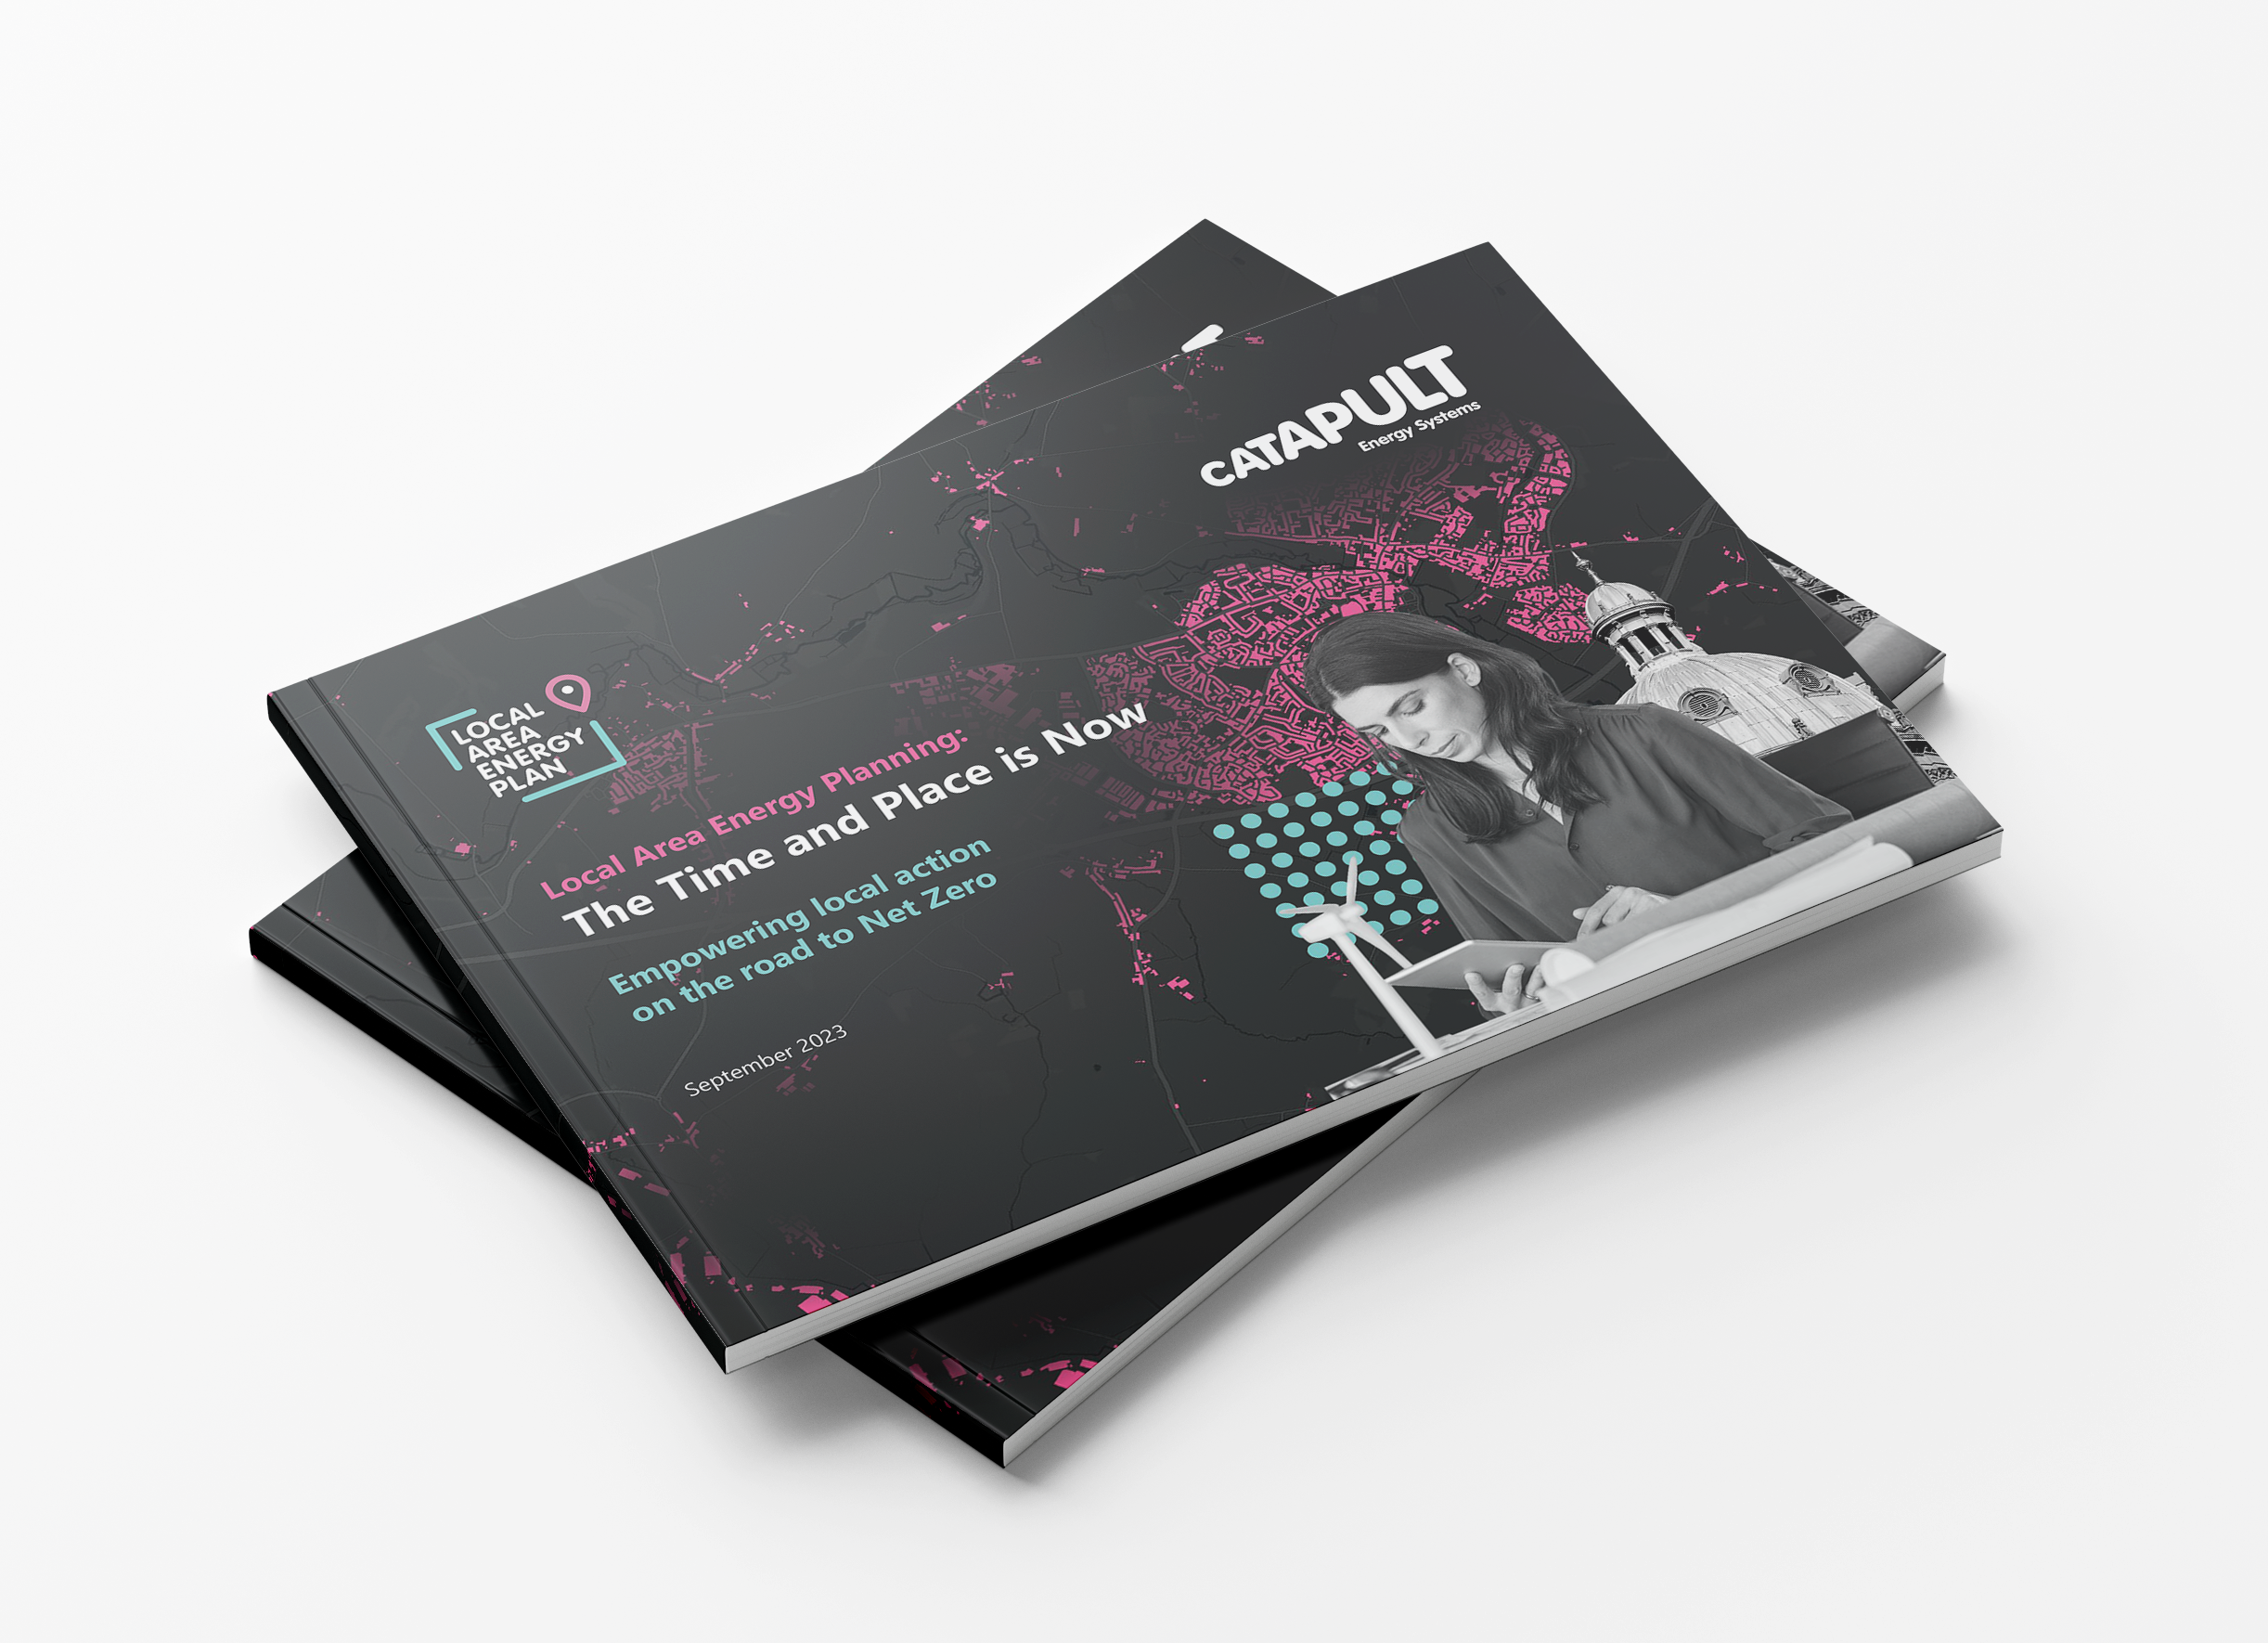 CATAPULT
Energy Systems
LOCAL
AREA
ENERGY
PLAN
Local Area Energy Planning:
The Time and Place is Now
Empowering local action
on the road to Net Zero
September 2023